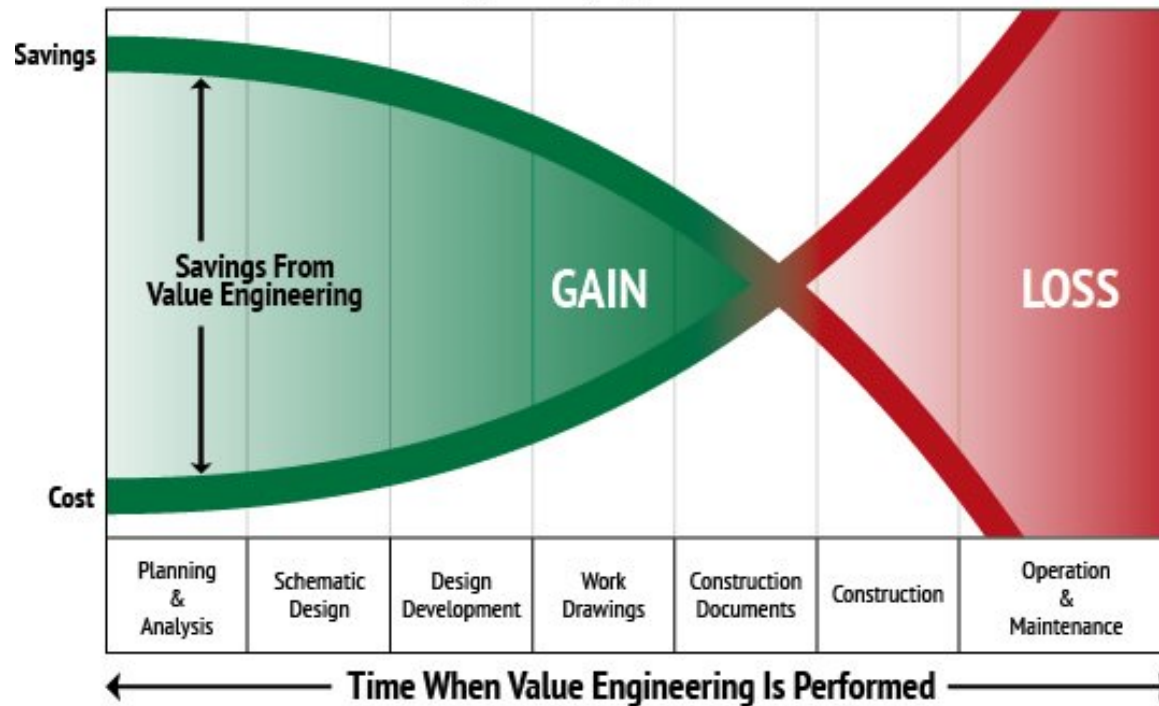 Savings
Savings From
Value Engineering
GAIN
LOSS
Cost
Planning
&
Analysis
Schematic
Design
Design
Development
Work
Drawings
Construction
Documents
Construction
Operation
&
Maintenance
Time When Value Engineering Is Performed